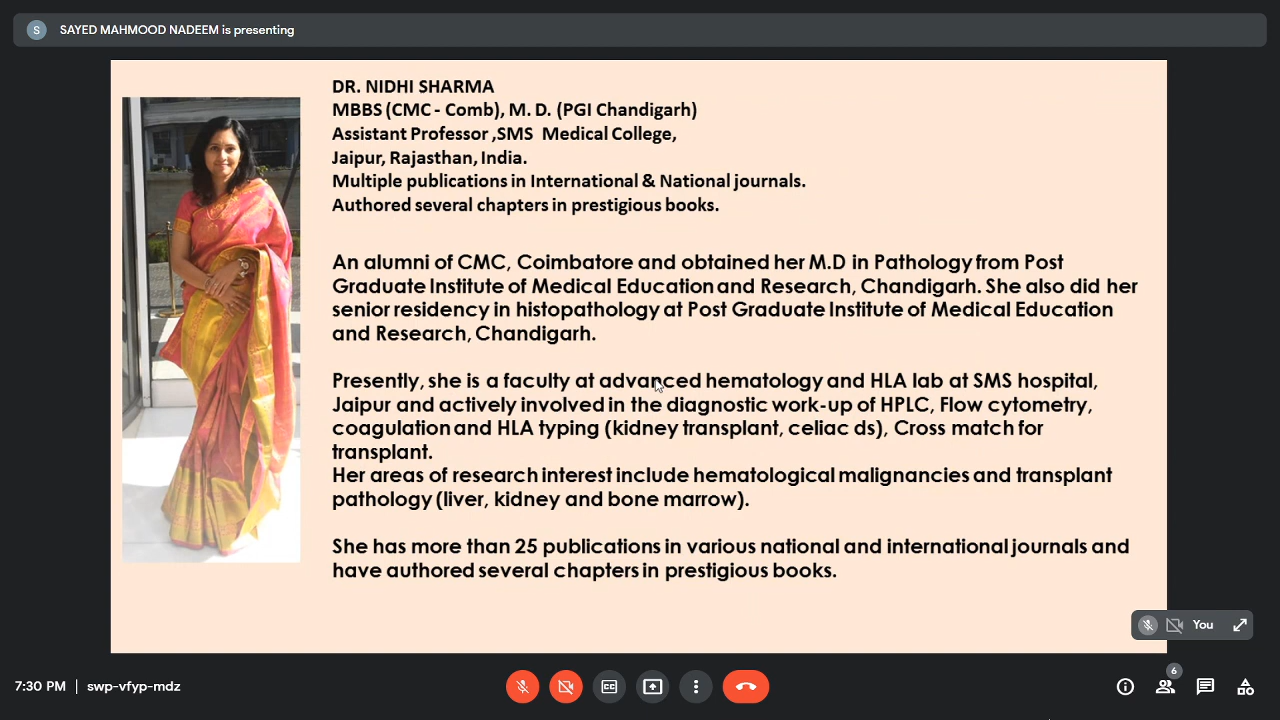 S SAYED MAHMOOD NADEEM is presenting
DR. NIDHI SHARMA
MBBS (CMC - Comb), M. D. (PGI Chandigarh)
Assistant Professor ,SMS Medical College,
Jaipur, Rajasthan, India.
Multiple publications in International & National journals.
Authored several chapters in prestigious books.
An alumni of CMC, Coimbatore and obtained her M.D in Pathology from Post
Graduate Institute of Medical Education and Research, Chandigarh. She also did her
senior residency in histopathology at Post Graduate Institute of Medical Education
and Research, Chandigarh.
Presently, she is a faculty at advanced hematology and HLA lab at SMS hospital,
Jaipur and actively involved in the diagnostic work-up of HPLC, Flow cytometry,
coagulation and HLA typing (kidney transplant, celiac ds), Cross match for
transplant.
Her areas of research interest include hematological malignancies and transplant
pathology (liver, kidney and bone marrow).
She has more than 25 publications in various national and international journals and
have authored several chapters in prestigious books.
You
7:30 PM | swp-vfyp-mdz
CC
6